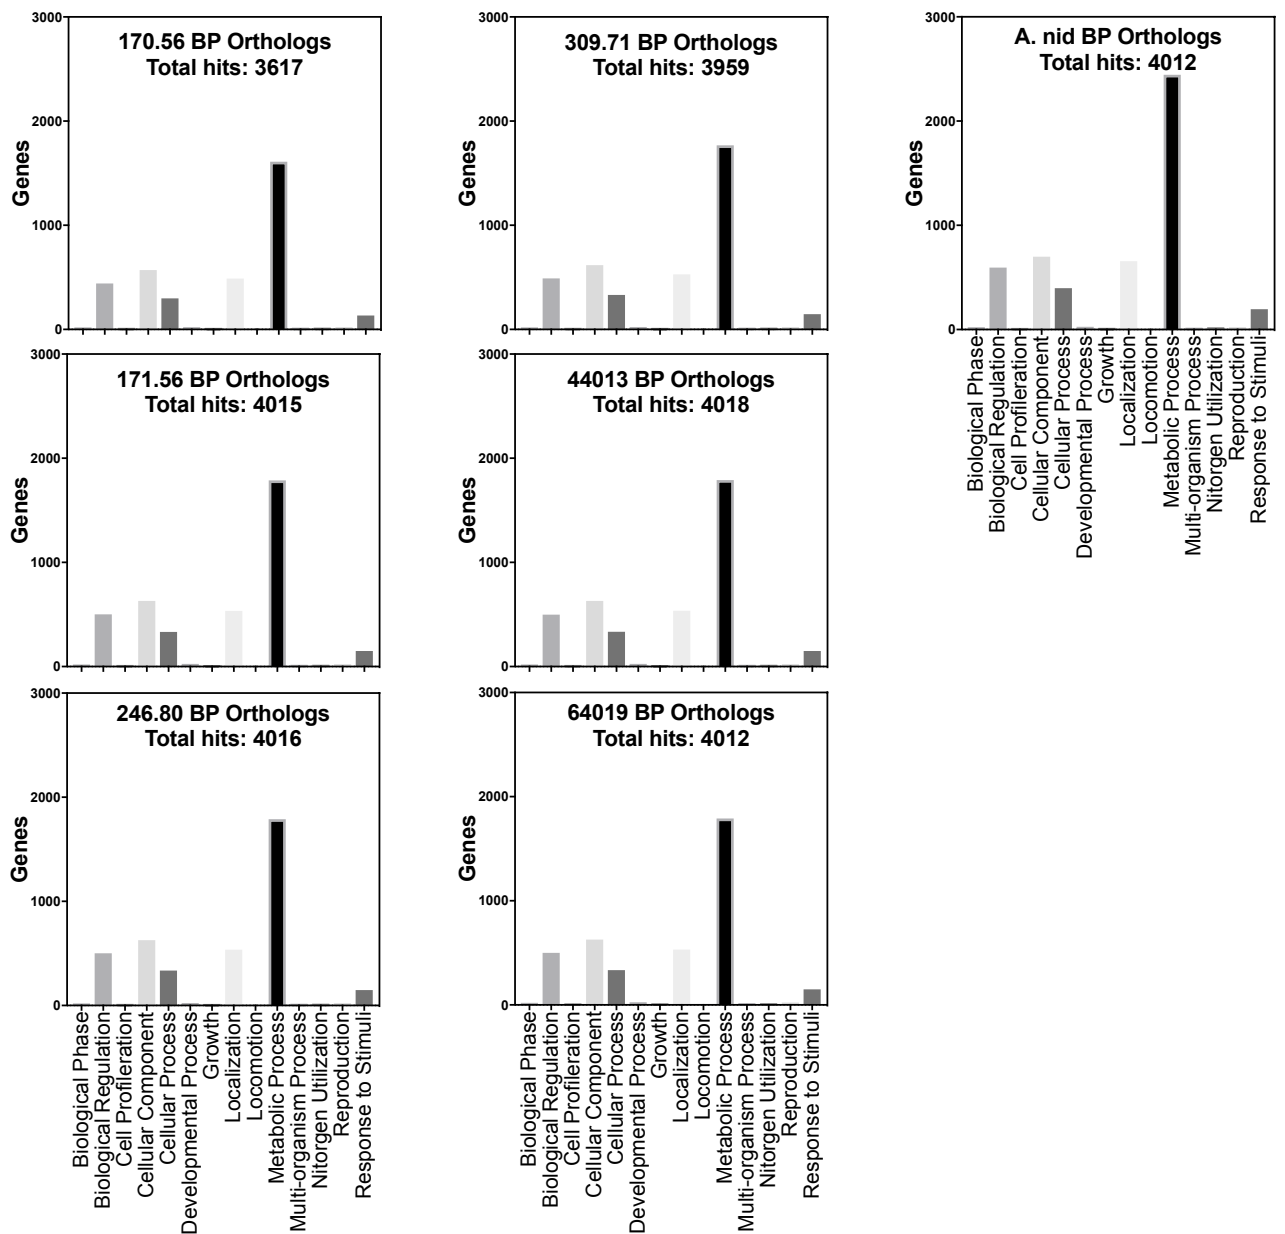 3000
2000
1000
0
Genes
170.56 BP Orthologs
Total hits: 3617
3000
2000
1000
0
Genes
309.71 BP Orthologs
Total hits: 3959
3000
2000
1000
0
Genes
A. nid BP Orthologs
Total hits: 4012
Biological Phase
Biological Regulation
Cell Profileration
Cellular Component
Cellular Process
Developmental Process
Growth
Localization
Locomotion
Metabolic Process
Multi-organism Process
Nitorgen Utilization
Reproduction
Response to Stimuli
3000
2000
1000
0
Genes
171.56 BP Orthologs
Total hits: 4015
3000
2000
1000
0
Genes
44013 BP Orthologs
Total hits: 4018
3000
2000
1000
0
Genes
246.80 BP Orthologs
Total hits: 4016
Biological Phase
Biological Regulation
Cell Profileration
Cellular Component
Cellular Process
Developmental Process
Growth
Localization
Locomotion
Metabolic Process
Multi-organism Process
Nitorgen Utilization
Reproduction
Response to Stimuli
3000
2000
1000
0
Genes
64019 BP Orthologs
Total hits: 4012
Biological Phase
Biological Regulation
Cell Profileration
Cellular Component
Cellular Process
Developmental Process
Growth
Localization
Locomotion
Metabolic Process
Multi-organism Process
Nitorgen Utilization
Reproduction
Response to Stimuli